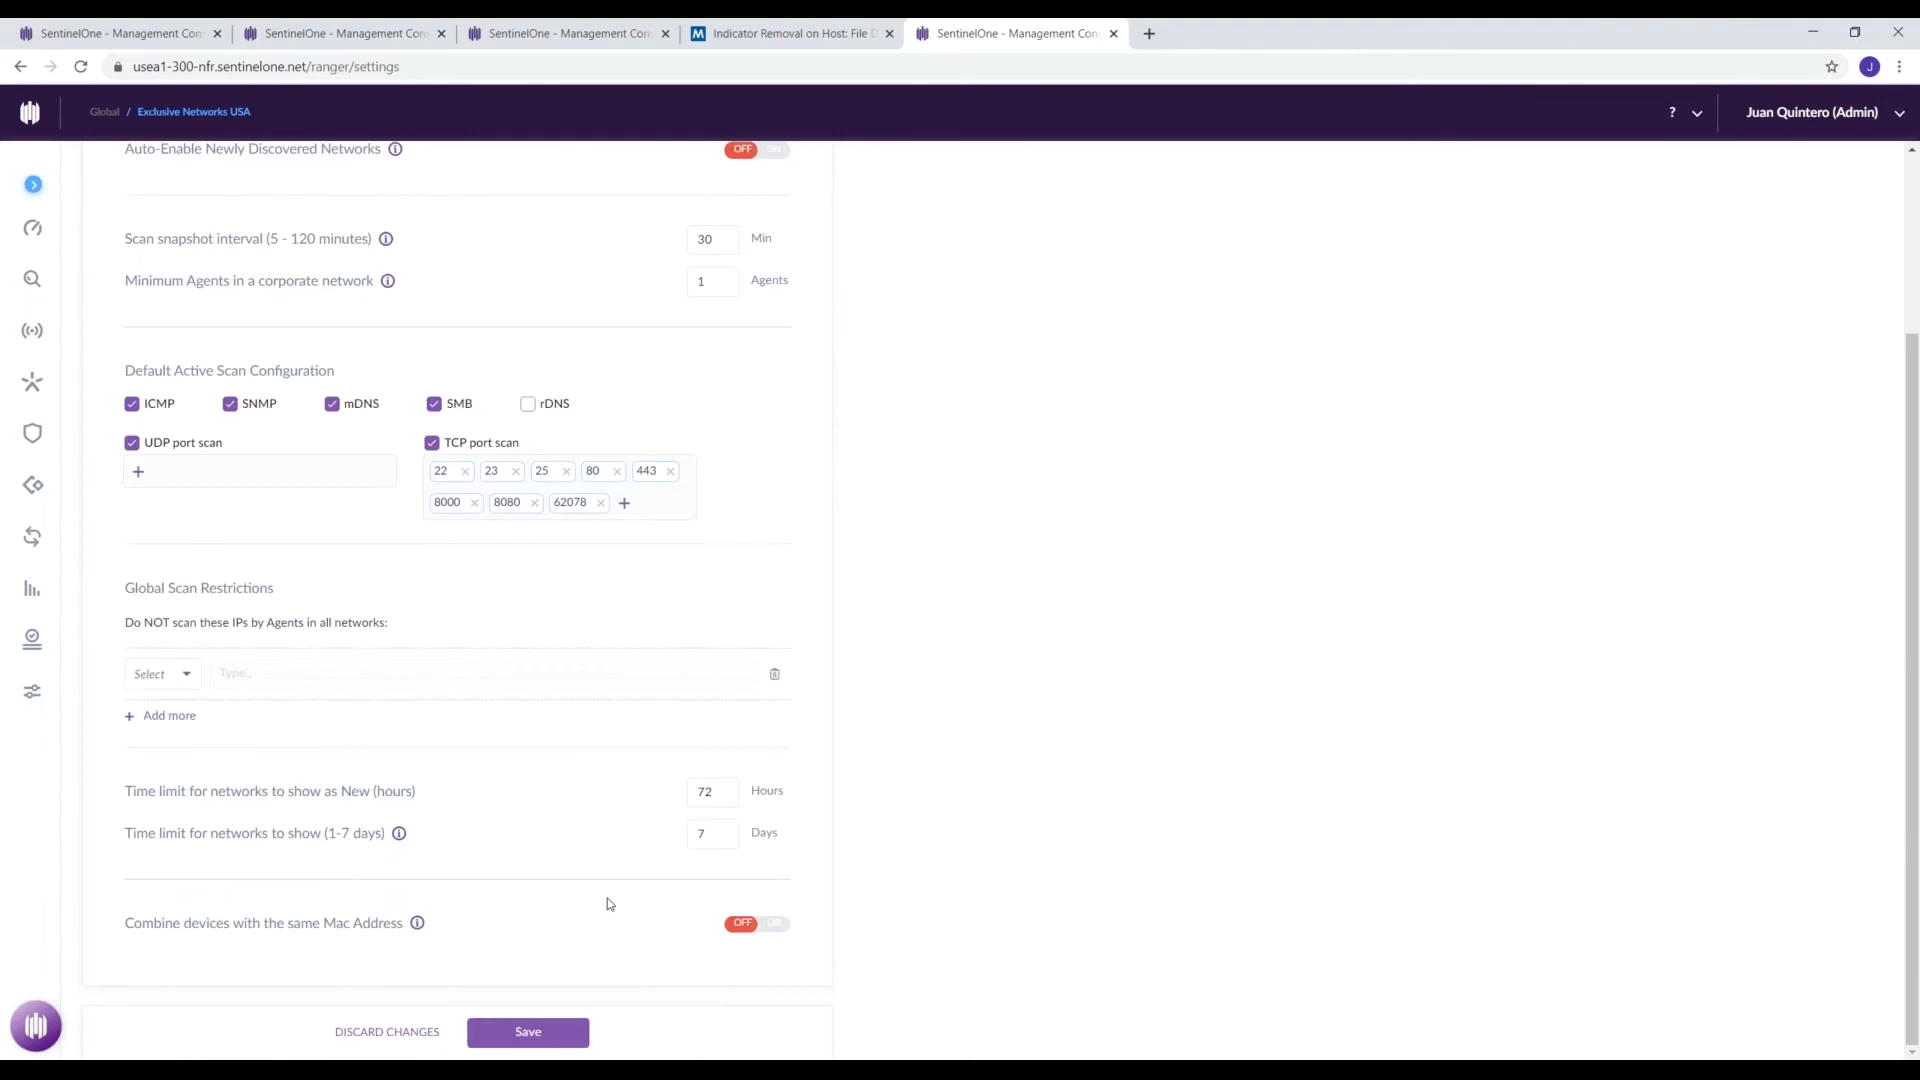 SentinelOne - Management Con
SentinelOne - Management Con
SentinelOne - Management Con
M Indicator Removal on Host: File D
SentinelOne - Management Con
usea1-300-nfr.sentinelone.net/ranger/settings
J
Global / Exclusive Networks USA
?
Juan Quintero (Admin)
Auto-Enable Newly Discovered Networks
OFF ON
Scan snapshot interval (5 - 120 minutes)
30 Min
Minimum Agents in a corporate network
1 Agents
Default Active Scan Configuration
ICMP SNMP mDNS SMB rDNS
UDP port scan
TCP port scan
22 23 25 80 443
8000 8080 62078
Global Scan Restrictions
Do NOT scan these IPs by Agents in all networks:
Select Type..
Add more
Time limit for networks to show as New (hours)
72 Hours
Time limit for networks to show (1-7 days)
7 Days
Combine devices with the same Mac Address
OFF ON
DISCARD CHANGES Save